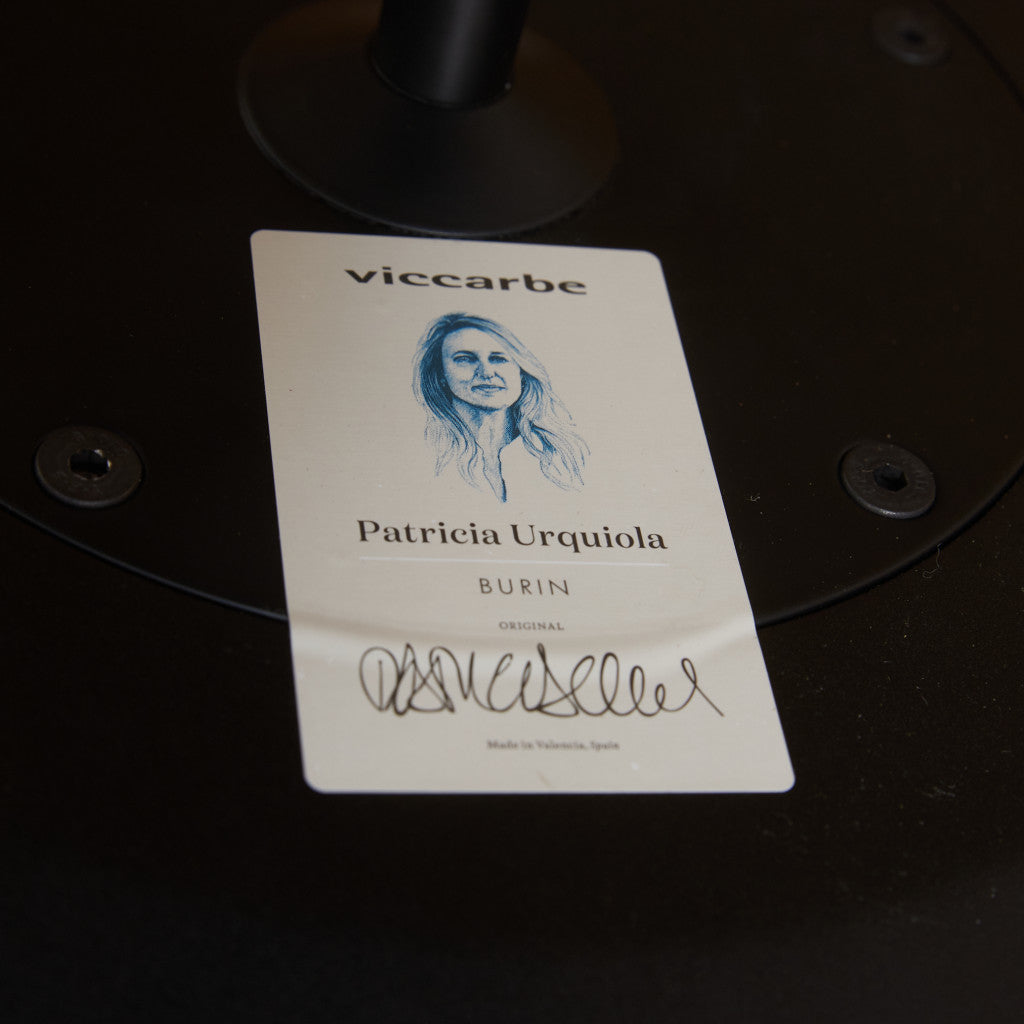 viccarbe
Patricia Urquiola
BURIN
ORIGINAL
Made in Valencia, Spain